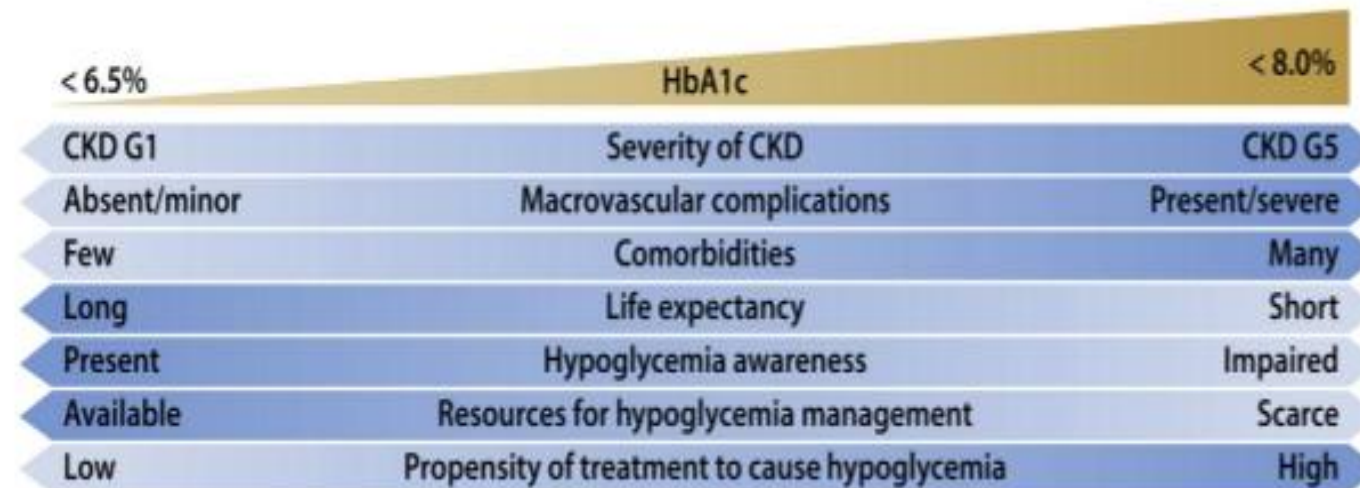 < 6.5% HbA1c < 8.0%
CKD G1 Severity of CKD CKD G5
Absent/minor Macrovascular complications Present/severe
Few Comorbidities Many
Long Life expectancy Short
Present Hypoglycemia awareness Impaired
Available Resources for hypoglycemia management Scarce
Low Propensity of treatment to cause hypoglycemia High